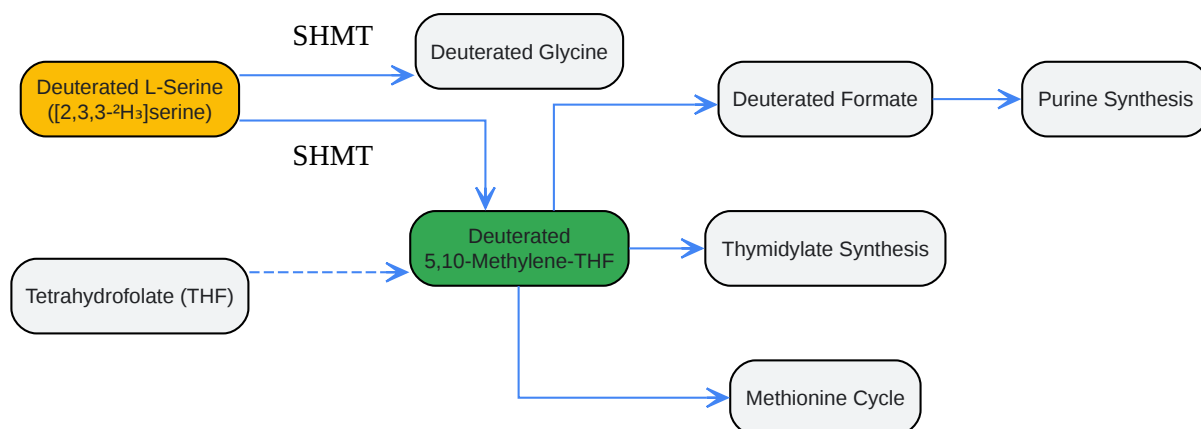 SHMT
Deuterated Glycine
Deuterated L-Serine
([2,3,3-²H₃]serine)
Deuterated Formate
Purine Synthesis
SHMT
Deuterated
5,10-Methylene-THF
Thymidylate Synthesis
Tetrahydrofolate (THF)
Methionine Cycle